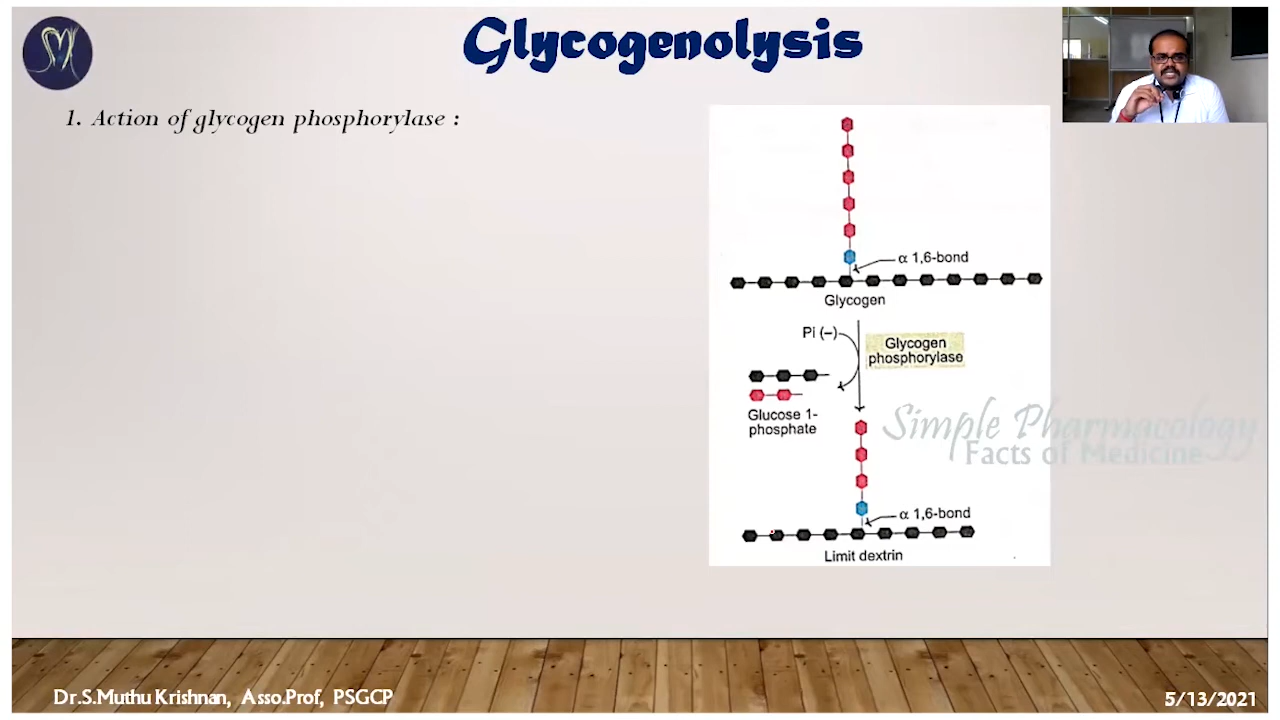 Glycogenolysis
1. Action of glycogen phosphorylase :
α 1,6-bond
Glycogen
Pi (–)
Glycogen
phosphorylase
Glucose 1-
phosphate
Simple Pharmacology
Facts of Medicine
α 1,6-bond
Limit dextrin
Dr.S.Muthu Krishnan, Asso.Prof, PSGCP
5/13/2021